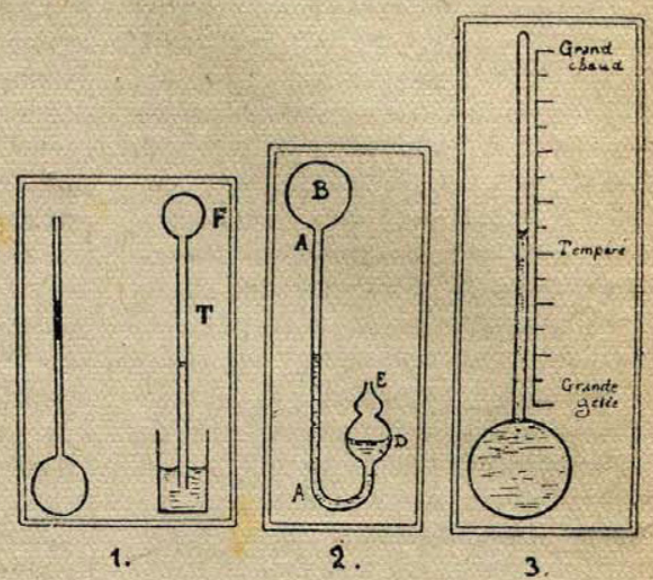 Grand
chaud
Tempéré
Grande
gelée
F
T
B
A
E
D
A
1.
2.
3.